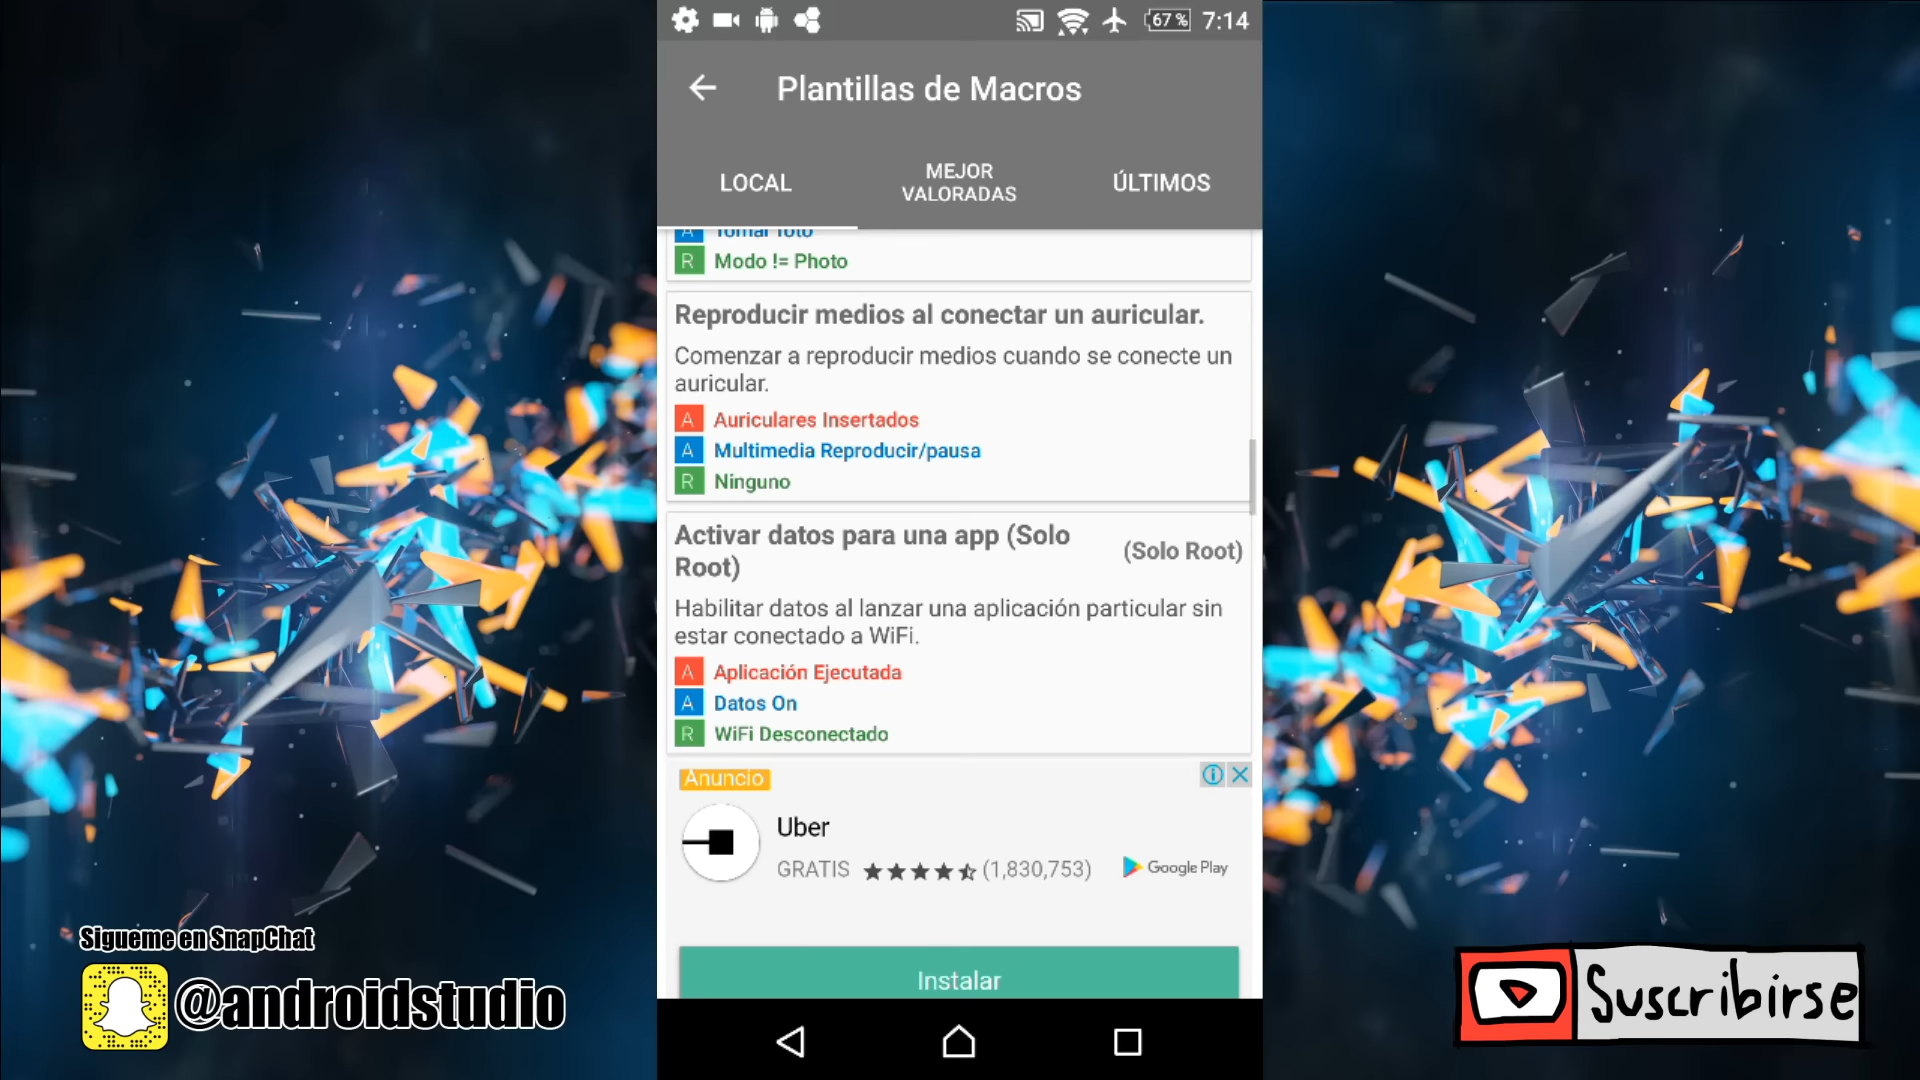 67 % 7:14
Plantillas de Macros
LOCAL
MEJOR
VALORADAS
ÚLTIMOS
A Tomar foto
R Modo != Photo
Reproducir medios al conectar un auricular.
Comenzar a reproducir medios cuando se conecte un
auricular.
A Auriculares Insertados
A Multimedia Reproducir/pausa
R Ninguno
Activar datos para una app (Solo
Root)
(Solo Root)
Habilitar datos al lanzar una aplicación particular sin
estar conectado a WiFi.
A Aplicación Ejecutada
A Datos On
R WiFi Desconectado
Anuncio
Uber
GRATIS (1,830,753) Google Play
Instalar
Sigueme en SnapChat
@androidstudio
Suscribirse